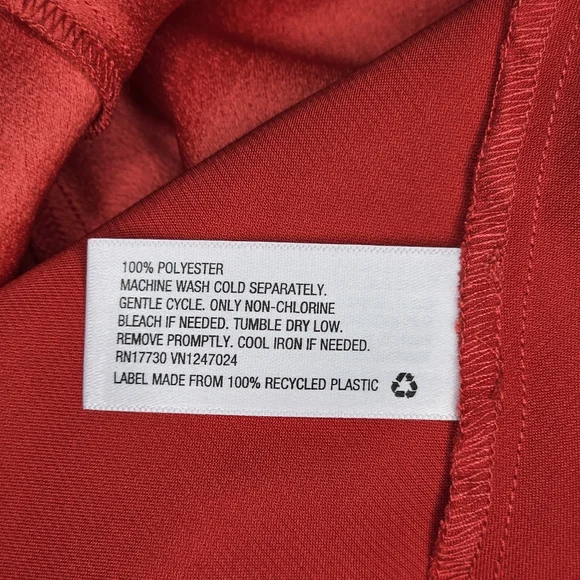 100% POLYESTER
MACHINE WASH COLD SEPARATELY.
GENTLE CYCLE. ONLY NON-CHLORINE
BLEACH IF NEEDED. TUMBLE DRY LOW.
REMOVE PROMPTLY. COOL IRON IF NEEDED.
RN17730 VN1247024
LABEL MADE FROM 100% RECYCLED PLASTIC